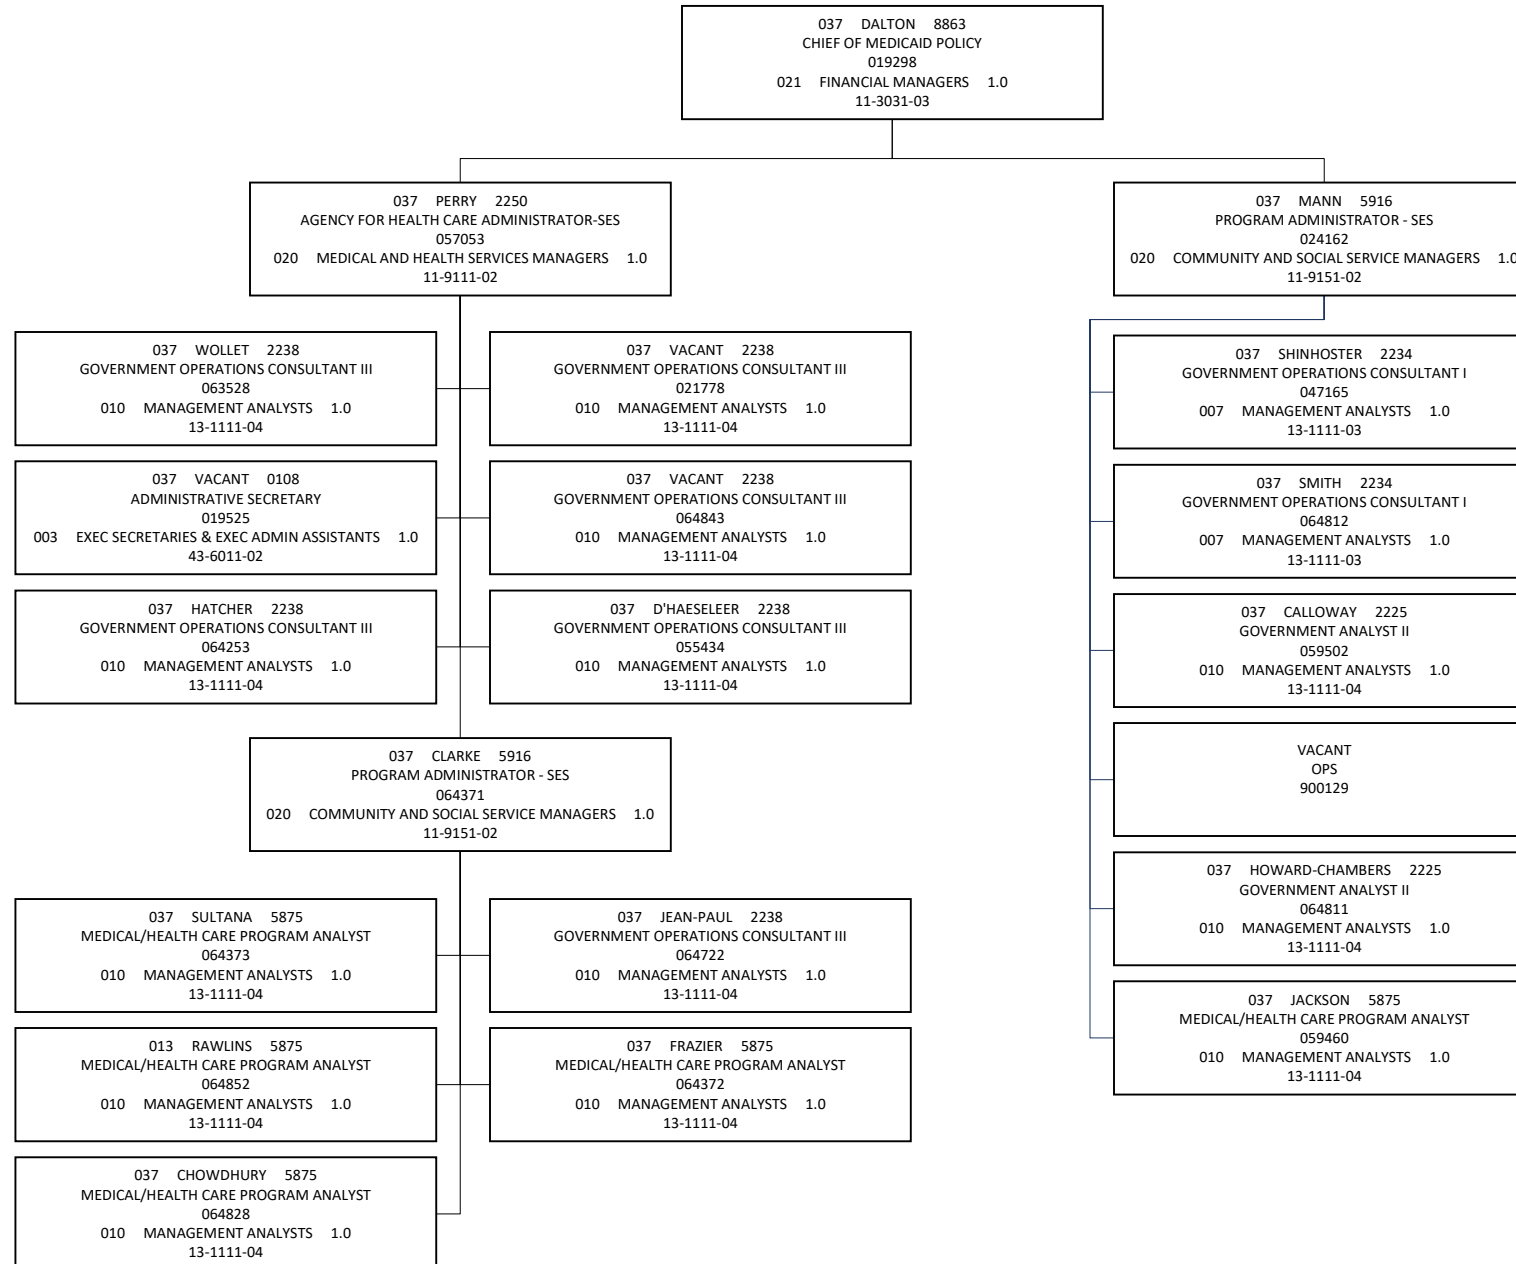 037 DALTON 8863
CHIEF OF MEDICAID POLICY
019298
021 FINANCIAL MANAGERS 1.0
11-3031-03
037 PERRY 2250
AGENCY FOR HEALTH CARE ADMINISTRATOR-SES
057053
020 MEDICAL AND HEALTH SERVICES MANAGERS 1.0
11-9111-02
037 MANN 5916
PROGRAM ADMINISTRATOR - SES
024162
020 COMMUNITY AND SOCIAL SERVICE MANAGERS 1.0
11-9151-02
037 WOLLET 2238
GOVERNMENT OPERATIONS CONSULTANT III
063528
010 MANAGEMENT ANALYSTS 1.0
13-1111-04
037 VACANT 2238
GOVERNMENT OPERATIONS CONSULTANT III
021778
010 MANAGEMENT ANALYSTS 1.0
13-1111-04
037 VACANT 0108
ADMINISTRATIVE SECRETARY
019525
003 EXEC SECRETARIES & EXEC ADMIN ASSISTANTS 1.0
43-6011-02
037 VACANT 2238
GOVERNMENT OPERATIONS CONSULTANT III
064843
010 MANAGEMENT ANALYSTS 1.0
13-1111-04
037 HATCHER 2238
GOVERNMENT OPERATIONS CONSULTANT III
064253
010 MANAGEMENT ANALYSTS 1.0
13-1111-04
037 D'HAESELEER 2238
GOVERNMENT OPERATIONS CONSULTANT III
055434
010 MANAGEMENT ANALYSTS 1.0
13-1111-04
037 CLARKE 5916
PROGRAM ADMINISTRATOR - SES
064371
020 COMMUNITY AND SOCIAL SERVICE MANAGERS 1.0
11-9151-02
037 SULTANA 5875
MEDICAL/HEALTH CARE PROGRAM ANALYST
064373
010 MANAGEMENT ANALYSTS 1.0
13-1111-04
037 JEAN-PAUL 2238
GOVERNMENT OPERATIONS CONSULTANT III
064722
010 MANAGEMENT ANALYSTS 1.0
13-1111-04
013 RAWLINS 5875
MEDICAL/HEALTH CARE PROGRAM ANALYST
064852
010 MANAGEMENT ANALYSTS 1.0
13-1111-04
037 FRAZIER 5875
MEDICAL/HEALTH CARE PROGRAM ANALYST
064372
010 MANAGEMENT ANALYSTS 1.0
13-1111-04
037 CHOWDHURY 5875
MEDICAL/HEALTH CARE PROGRAM ANALYST
064828
010 MANAGEMENT ANALYSTS 1.0
13-1111-04
037 SHINHOSTER 2234
GOVERNMENT OPERATIONS CONSULTANT I
047165
007 MANAGEMENT ANALYSTS 1.0
13-1111-03
037 SMITH 2234
GOVERNMENT OPERATIONS CONSULTANT I
064812
007 MANAGEMENT ANALYSTS 1.0
13-1111-03
037 CALLOWAY 2225
GOVERNMENT ANALYST II
059502
010 MANAGEMENT ANALYSTS 1.0
13-1111-04
VACANT
OPS
900129
037 HOWARD-CHAMBERS 2225
GOVERNMENT ANALYST II
064811
010 MANAGEMENT ANALYSTS 1.0
13-1111-04
037 JACKSON 5875
MEDICAL/HEALTH CARE PROGRAM ANALYST
059460
010 MANAGEMENT ANALYSTS 1.0
13-1111-04